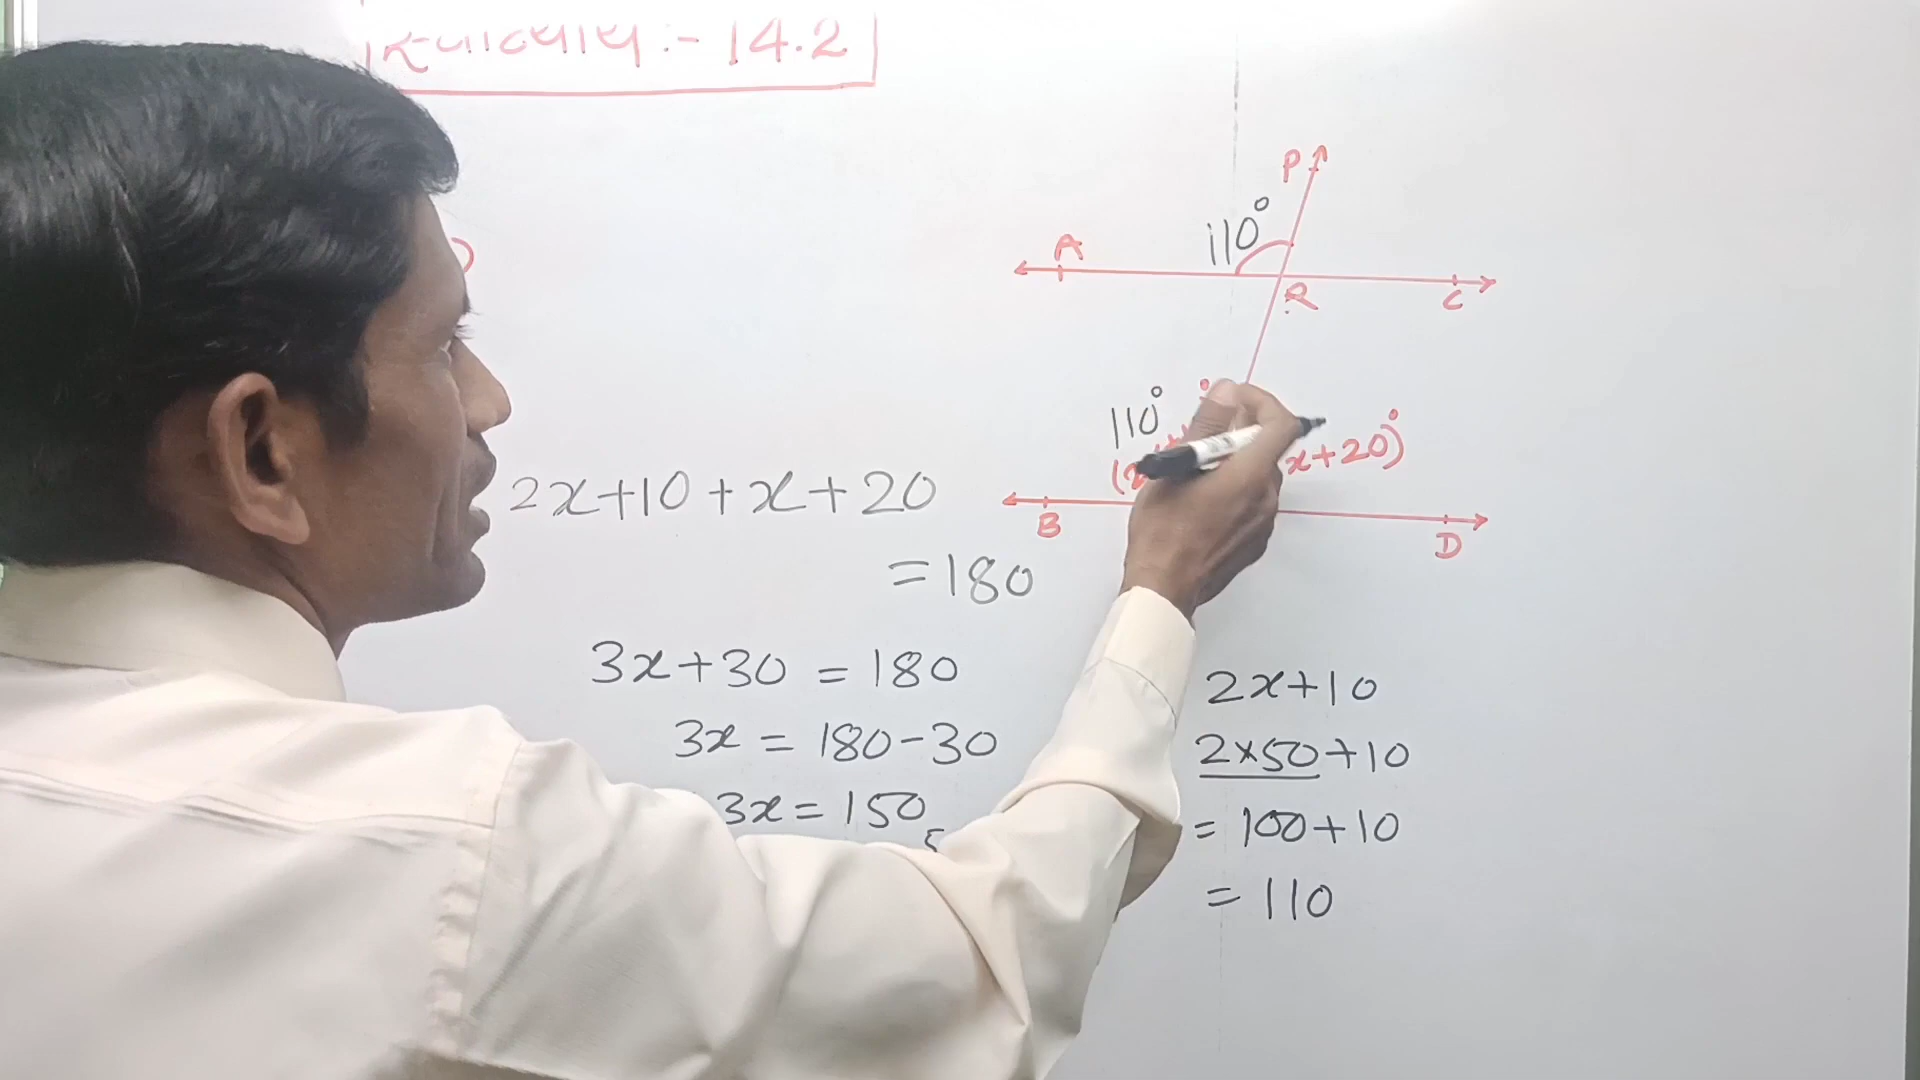 स्वाध्याय :- 14.2
P
110°
A
R
C
110°
x+20)°
B
D
2x+10+x+20
=180
3x+30 = 180
3x = 180-30
3x = 150
2x+10
2×50+10
= 100+10
= 110